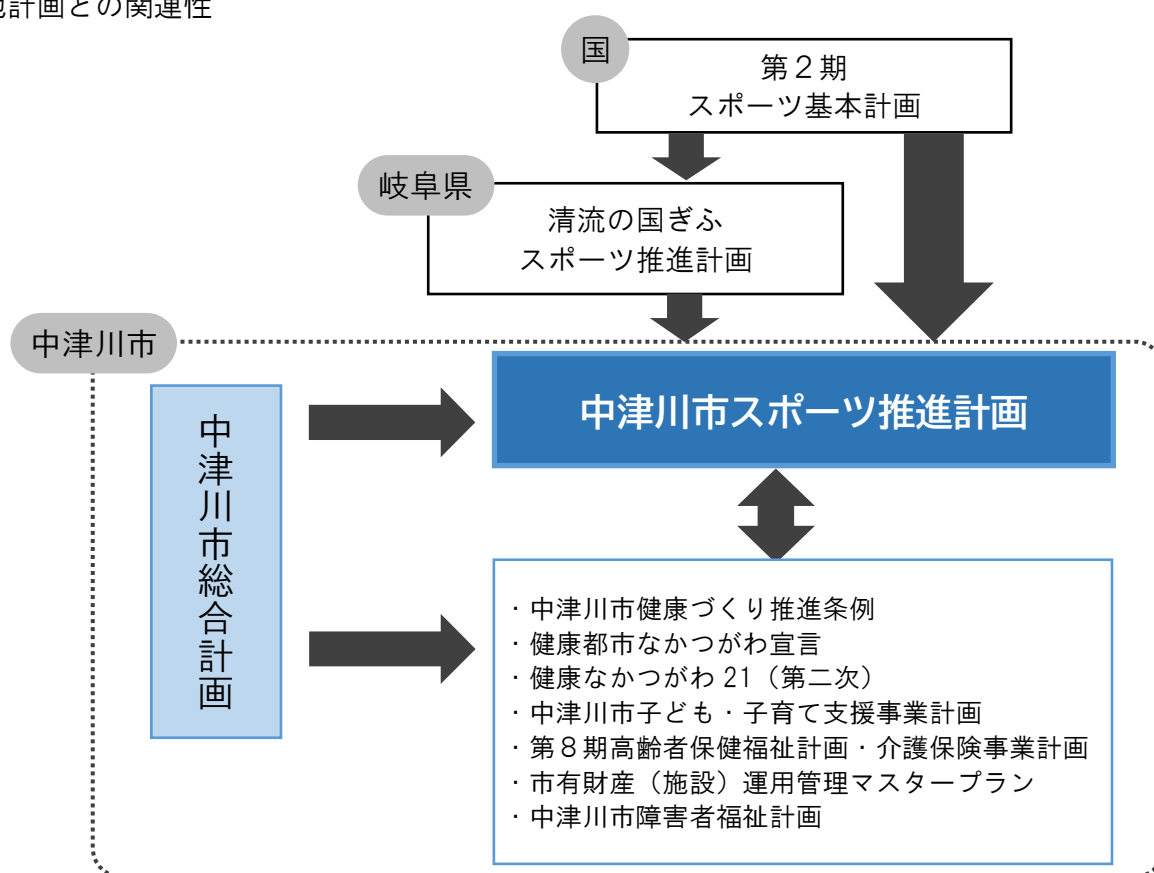 計画との関連性
国
第２期
スポーツ基本計画
岐阜県
清流の国ぎふ
スポーツ推進計画
中津川市
中津川市総合計画
中津川市スポーツ推進計画
・中津川市健康づくり推進条例
・健康都市なかつがわ宣言
・健康なかつがわ 21（第二次）
・中津川市子ども・子育て支援事業計画
・第８期高齢者保健福祉計画・介護保険事業計画
・市有財産（施設）運用管理マスタープラン
・中津川市障害者福祉計画